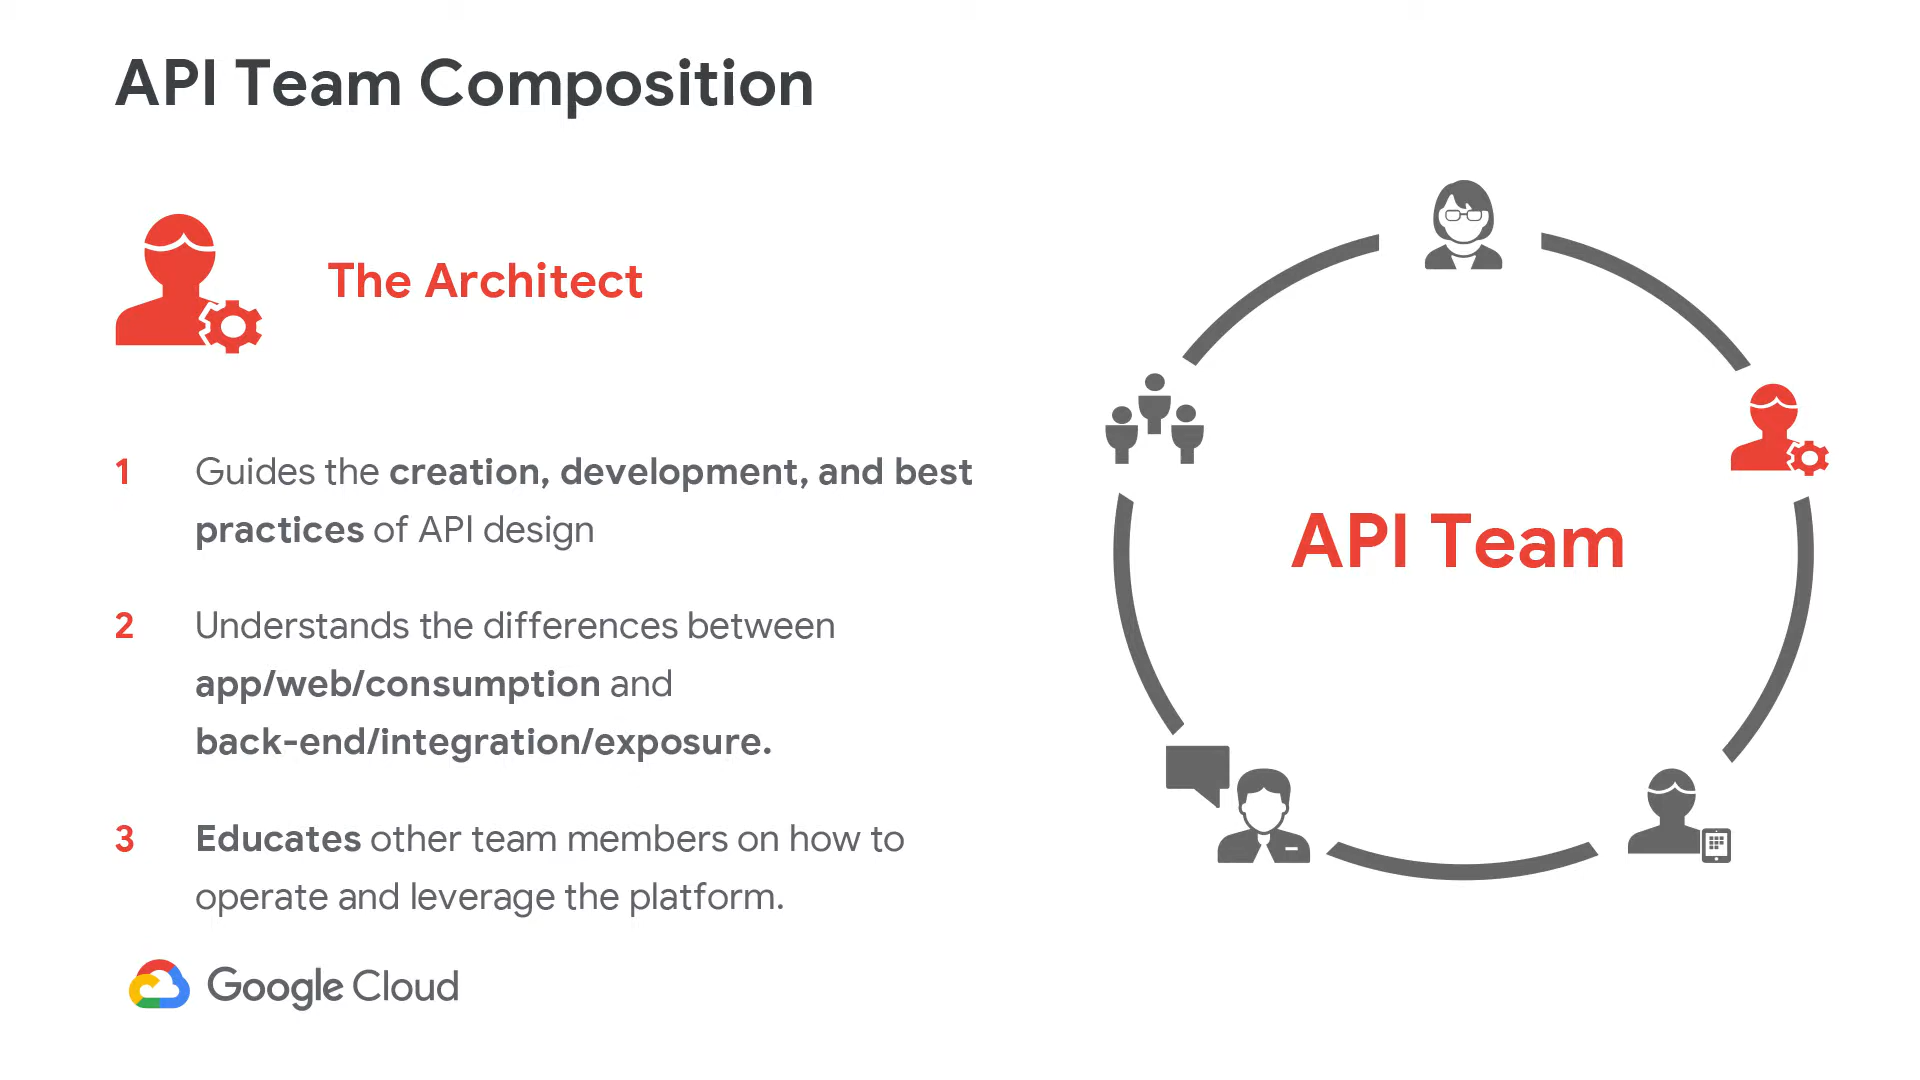 API Team Composition
The Architect
1 Guides the creation, development, and best
practices of API design
2 Understands the differences between
app/web/consumption and
back-end/integration/exposure.
3 Educates other team members on how to
operate and leverage the platform.
API Team
Google Cloud